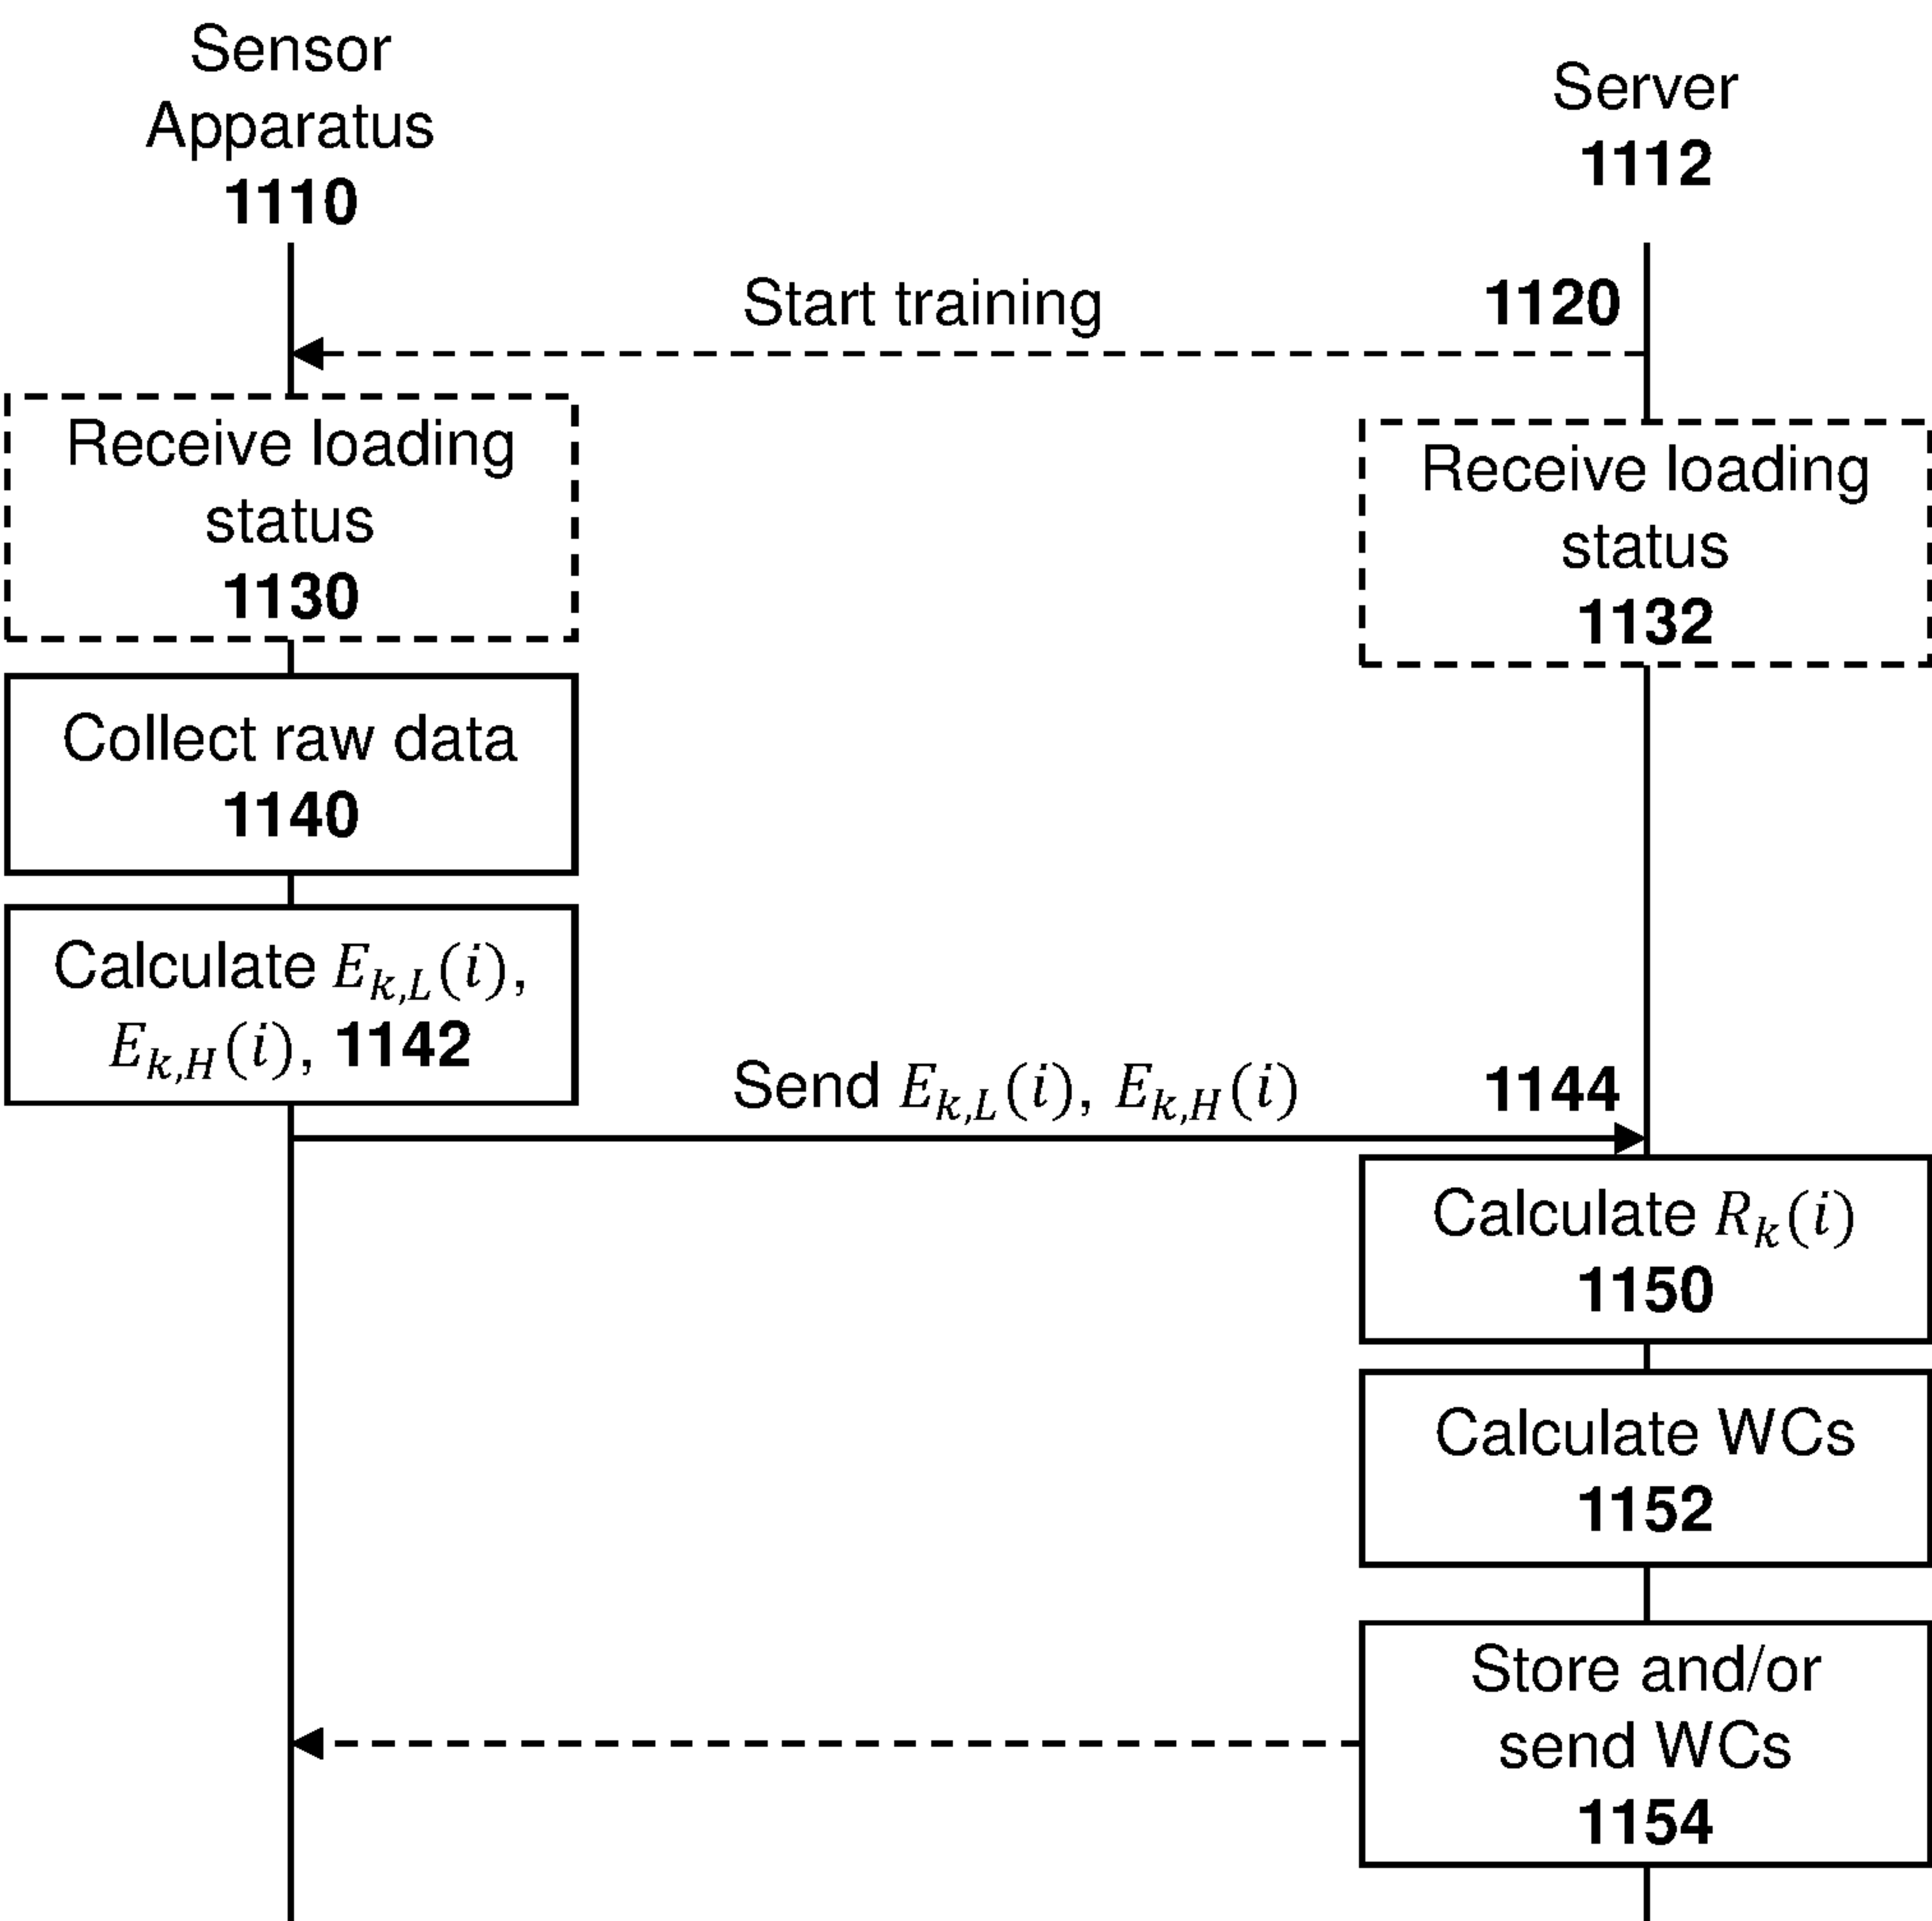 Sensor
Apparatus
1110
Server
1112
Start training
1120
Receive loading
status
1130
Receive loading
status
1132
Collect raw data
1140
Calculate E_{k,L}(i),
E_{k,H}(i), 1142
Send E_{k,L}(i), E_{k,H}(i)
1144
Calculate R_k(i)
1150
Calculate WCs
1152
Store and/or
send WCs
1154